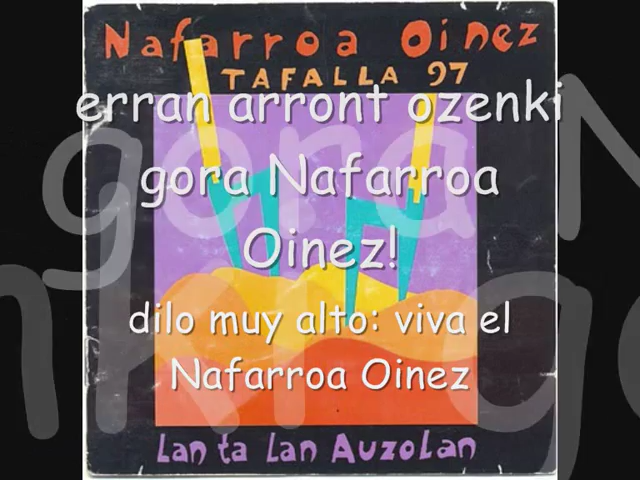 Nafarroa Oinez
TAFALLA 97
erran arront ozenki
gora Nafarroa
Oinez!
dilo muy alto: viva el
Nafarroa Oinez
Lan ta Lan Auzolan